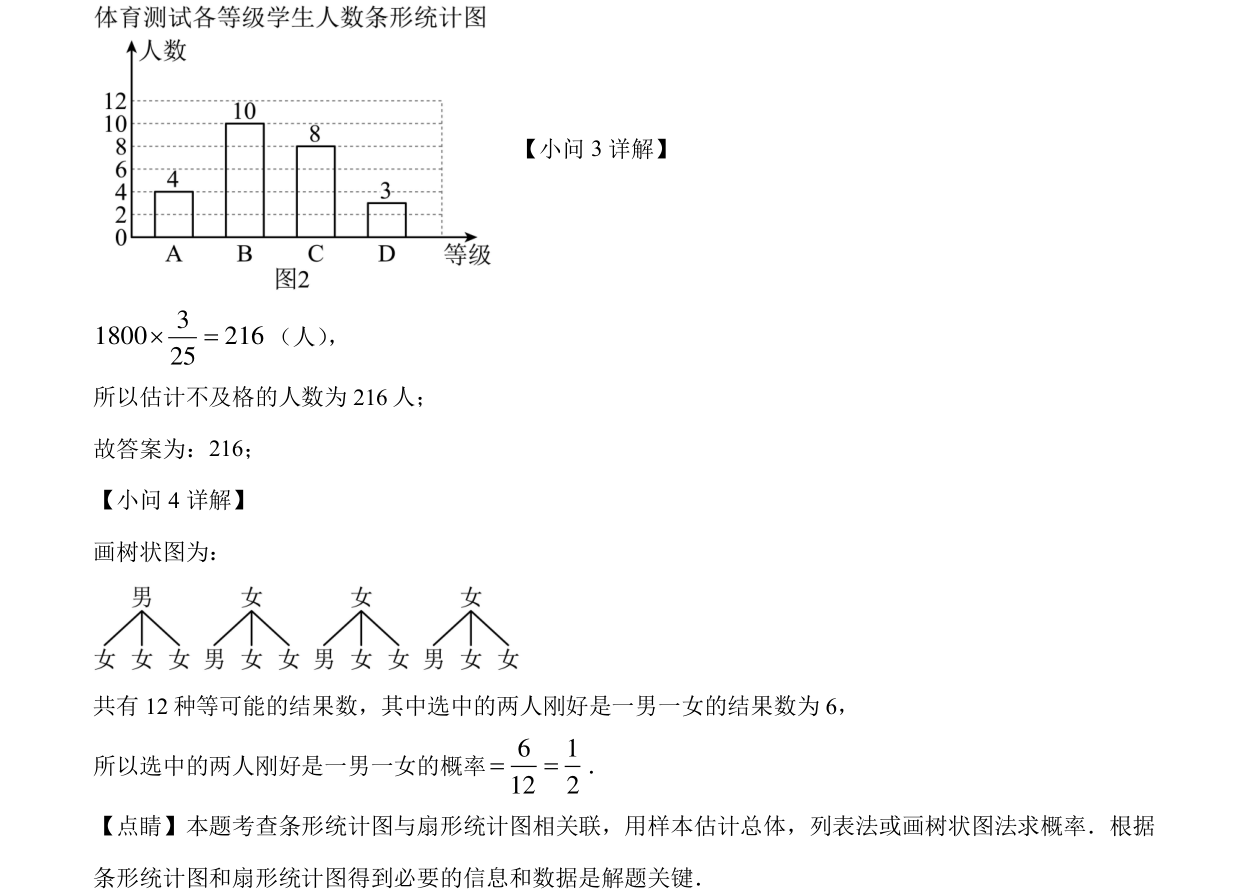 体育测试各等级学生人数条形统计图
人数
12
10
8
6
4
2
0
4
10
8
3
A B C D 等级
图2
【小问 3 详解】
1800×3/25=216（人），
所以估计不及格的人数为 216 人；
故答案为：216；
【小问 4 详解】
画树状图为：
男 女 女 女
女 女 女 男 女 女 男 女 女 男 女 女
共有 12 种等可能的结果数，其中选中的两人刚好是一男一女的结果数为 6，
所以选中的两人刚好是一男一女的概率=6/12=1/2．
【点睛】本题考查条形统计图与扇形统计图相关联，用样本估计总体，列表法或画树状图法求概率．根据
条形统计图和扇形统计图得到必要的信息和数据是解题关键．